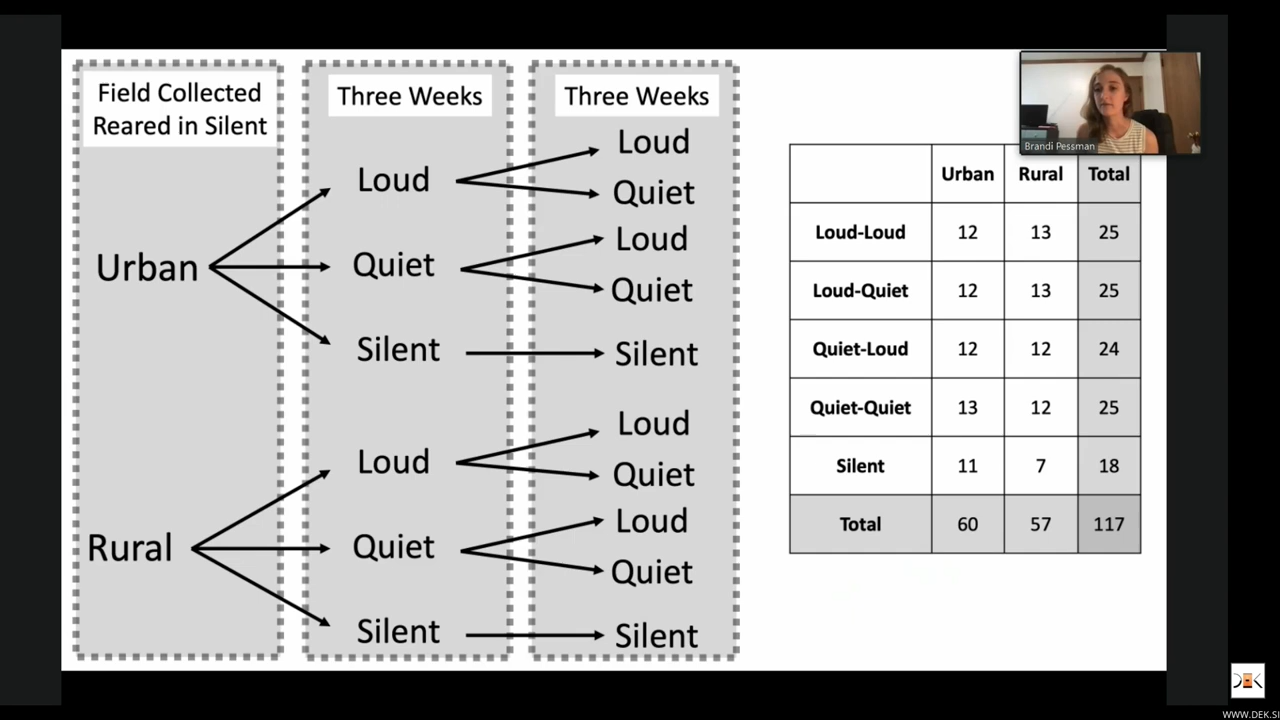 Field Collected
Reared in Silent
Three Weeks
Three Weeks
Urban
Loud
Quiet
Silent
Loud
Quiet
Loud
Quiet
Silent
Rural
Loud
Quiet
Silent
Loud
Quiet
Loud
Quiet
Silent
Brandi Pessman
Urban Rural Total
Loud-Loud 12 13 25
Loud-Quiet 12 13 25
Quiet-Loud 12 12 24
Quiet-Quiet 13 12 25
Silent 11 7 18
Total 60 57 117
WWW.DEK.SI